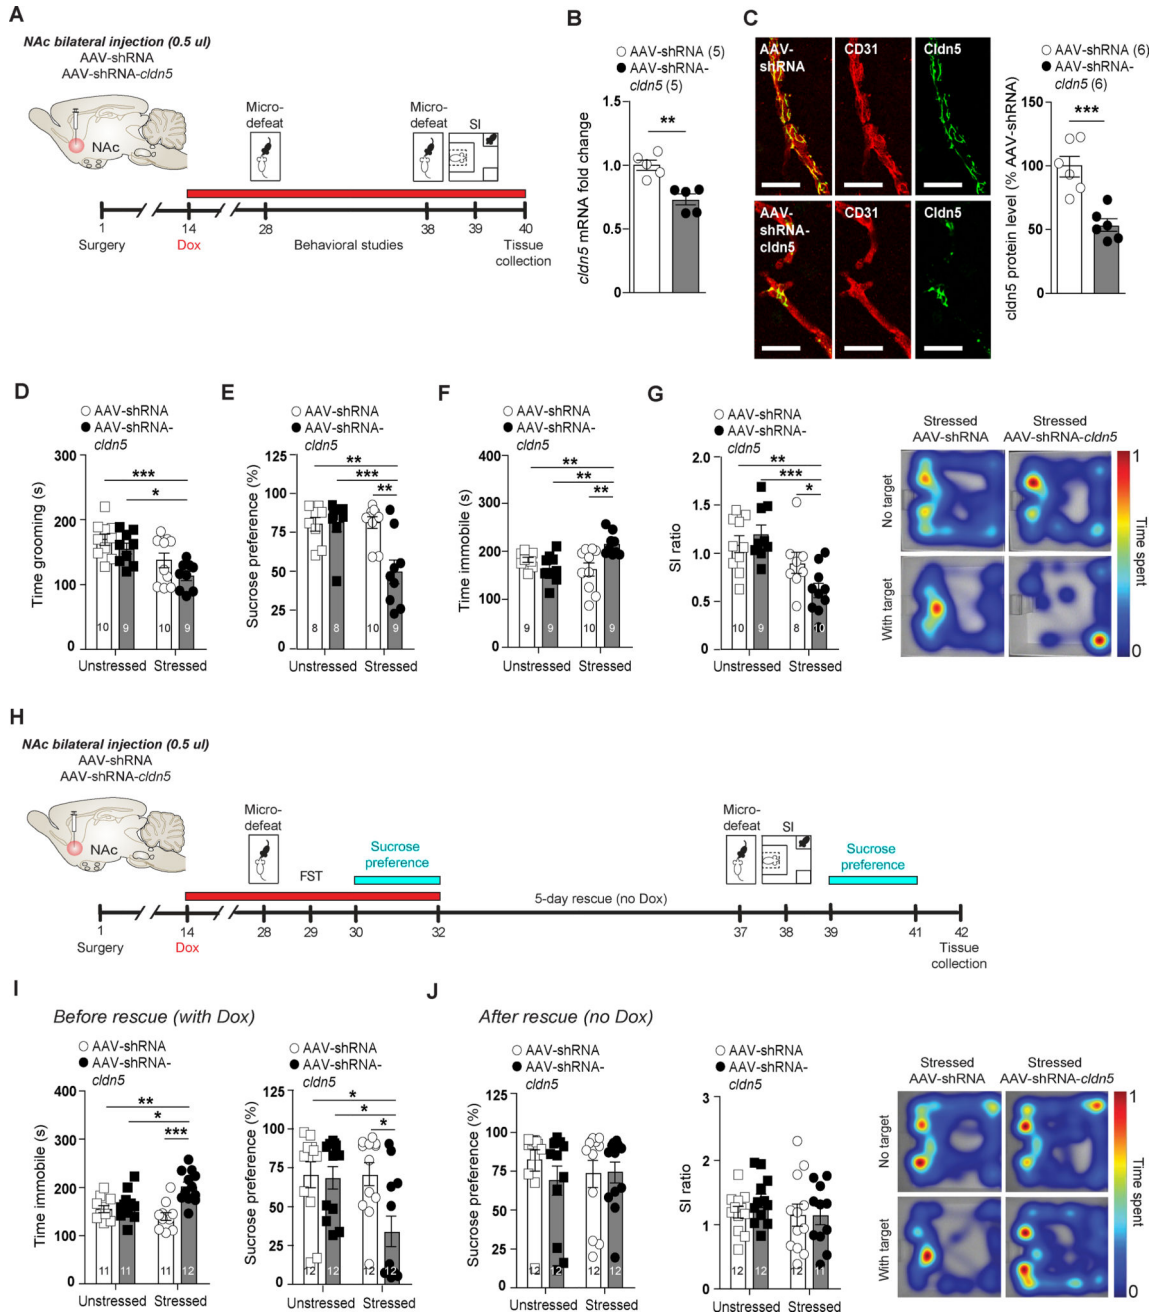 A
NAc bilateral injection (0.5 ul)
AAV-shRNA
AAV-shRNA-cldn5
NAc
Micro-
defeat
Micro-
defeat
SI
1
14
28
38
39
40
Surgery
Dox
Behavioral studies
Tissue
collection
B
AAV-shRNA (5)
AAV-shRNA-
cldn5 (5)
cldn5 mRNA fold change
1.5
1.0
0.5
0
**
C
AAV-
shRNA
CD31
Cldn5
AAV-
shRNA-
cldn5
CD31
Cldn5
AAV-shRNA (6)
AAV-shRNA-
cldn5 (6)
cldn5 protein level (% AAV-shRNA)
150
100
50
0
***
D
AAV-shRNA
AAV-shRNA-
cldn5
Time grooming (s)
300
200
100
0
***
*
10
9
10
9
Unstressed
Stressed
E
AAV-shRNA
AAV-shRNA-
cldn5
Sucrose preference (%)
125
100
75
50
25
0
**
***
**
8
8
10
9
Unstressed
Stressed
F
AAV-shRNA
AAV-shRNA-
cldn5
Time immobile (s)
400
300
200
100
0
**
**
**
9
9
10
9
Unstressed
Stressed
G
AAV-shRNA
AAV-shRNA-
cldn5
SI ratio
2.0
1.5
1.0
0.5
0
**
***
*
10
9
8
10
Unstressed
Stressed
Stressed
AAV-shRNA
Stressed
AAV-shRNA-cldn5
No target
With target
1
Time spent
0
H
NAc bilateral injection (0.5 ul)
AAV-shRNA
AAV-shRNA-cldn5
NAc
Micro-
defeat
FST
Sucrose
preference
5-day rescue (no Dox)
Micro-
defeat
SI
Sucrose
preference
1
14
28
29
30
32
37
38
39
41
42
Surgery
Dox
Tissue
collection
I
Before rescue (with Dox)
AAV-shRNA
AAV-shRNA-
cldn5
Time immobile (s)
400
300
200
100
0
**
*
***
11
11
11
12
Unstressed
Stressed
AAV-shRNA
AAV-shRNA-
cldn5
Sucrose preference (%)
125
100
75
50
25
0
*
*
*
12
12
12
12
Unstressed
Stressed
J
After rescue (no Dox)
AAV-shRNA
AAV-shRNA-
cldn5
Sucrose preference (%)
125
100
75
50
25
0
12
12
12
12
Unstressed
Stressed
AAV-shRNA
AAV-shRNA-
cldn5
SI ratio
3
2
1
0
12
12
12
11
Unstressed
Stressed
Stressed
AAV-shRNA
Stressed
AAV-shRNA-cldn5
No target
With target
1
Time spent
0